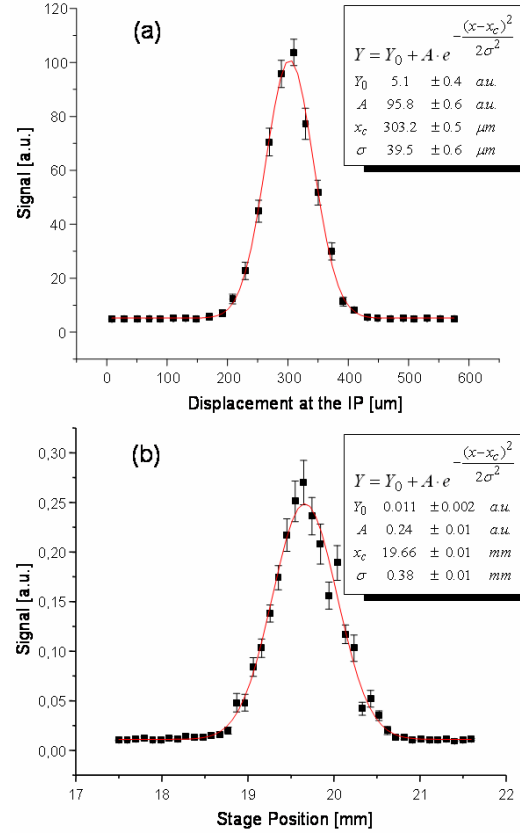 (a)
Y = Y₀ + A · e^{-(x-x_c)²/2σ²}
Y₀ 5.1 ± 0.4 a.u.
A 95.8 ± 0.6 a.u.
x_c 303.2 ± 0.5 μm
σ 39.5 ± 0.6 μm
120
100
80
60
40
20
0
Signal [a.u.]
0 100 200 300 400 500 600
Displacement at the IP [um]
(b)
Y = Y₀ + A · e^{-(x-x_c)²/2σ²}
Y₀ 0.011 ± 0.002 a.u
A 0.24 ± 0.01 a.u
x_c 19.66 ± 0.01 mm
σ 0.38 ± 0.01 mm
0,30
0,25
0,20
0,15
0,10
0,05
0,00
Signal [a.u.]
17 18 19 20 21 22
Stage Position [mm]